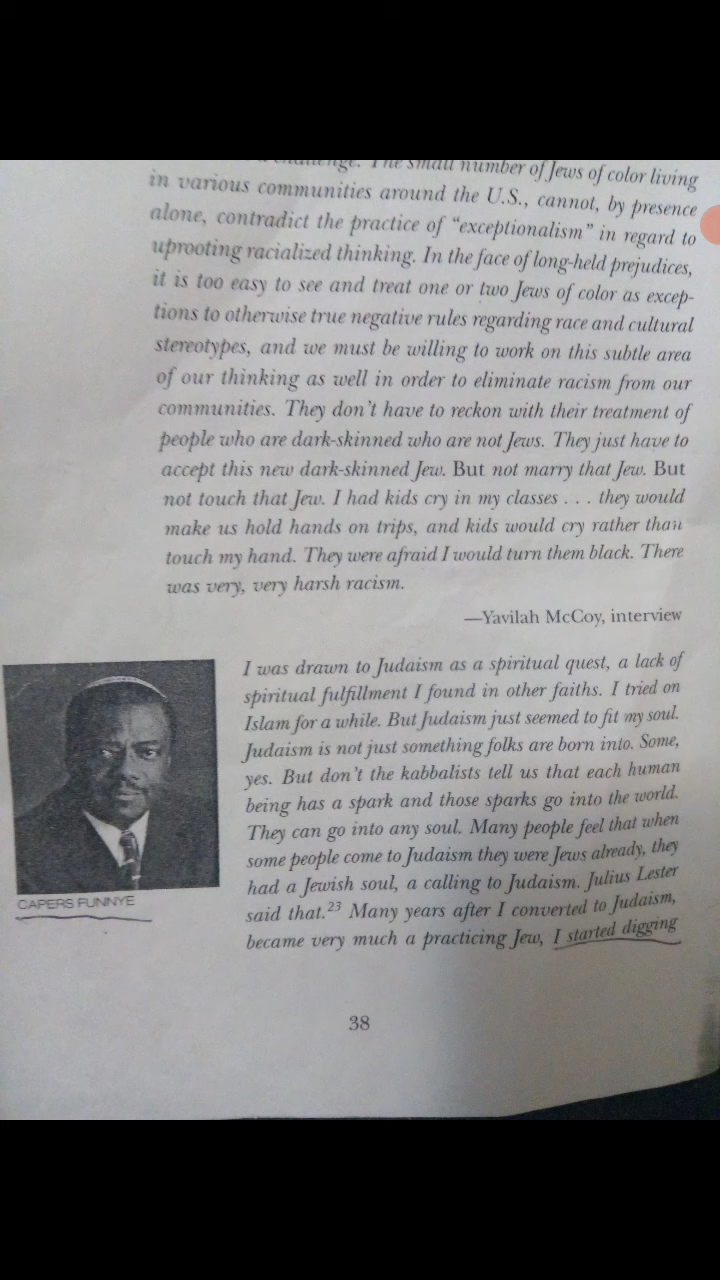 challenge. The small number of Jews of color living
in various communities around the U.S., cannot, by presence
alone, contradict the practice of “exceptionalism” in regard to
uprooting racialized thinking. In the face of long-held prejudices,
it is too easy to see and treat one or two Jews of color as excep-
tions to otherwise true negative rules regarding race and cultural
stereotypes, and we must be willing to work on this subtle area
of our thinking as well in order to eliminate racism from our
communities. They don’t have to reckon with their treatment of
people who are dark-skinned who are not Jews. They just have to
accept this new dark-skinned Jew. But not marry that Jew. But
not touch that Jew. I had kids cry in my classes . . . they would
make us hold hands on trips, and kids would cry rather than
touch my hand. They were afraid I would turn them black. There
was very, very harsh racism.
—Yavilah McCoy, interview
I was drawn to Judaism as a spiritual quest, a lack of
spiritual fulfillment I found in other faiths. I tried on
Islam for a while. But Judaism just seemed to fit my soul.
Judaism is not just something folks are born into. Some,
yes. But don’t the kabbalists tell us that each human
being has a spark and those sparks go into the world.
They can go into any soul. Many people feel that when
some people come to Judaism they were Jews already, they
had a Jewish soul, a calling to Judaism. Julius Lester
said that.23 Many years after I converted to Judaism,
became very much a practicing Jew, I started digging
CAPERS FUNNYE
38